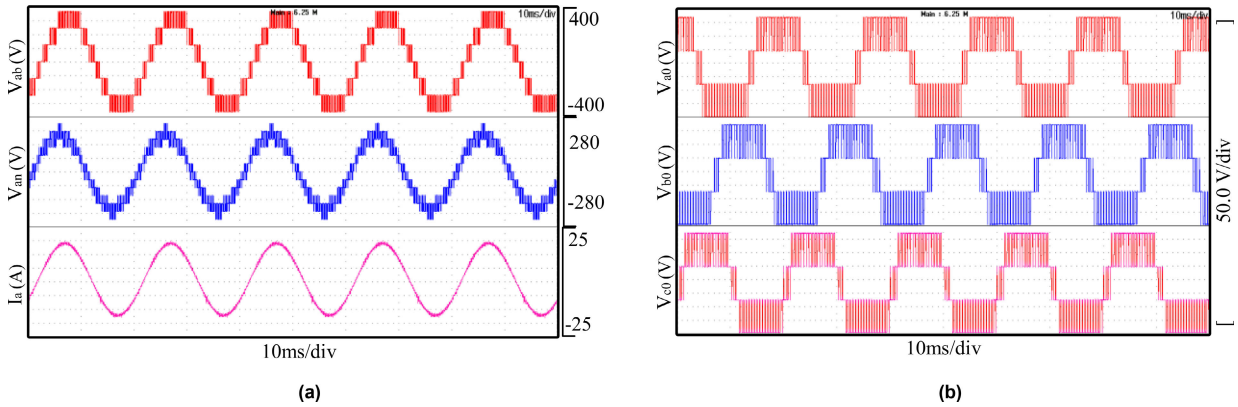 Main : 6.25 M
10ms/div
400
Vab (V)
-400
280
Van (V)
-280
25
Ia (A)
-25
10ms/div
(a)
Main : 6.25 M
10ms/div
Va0 (V)
Vb0 (V)
50.0 V/div
Vc0 (V)
10ms/div
(b)